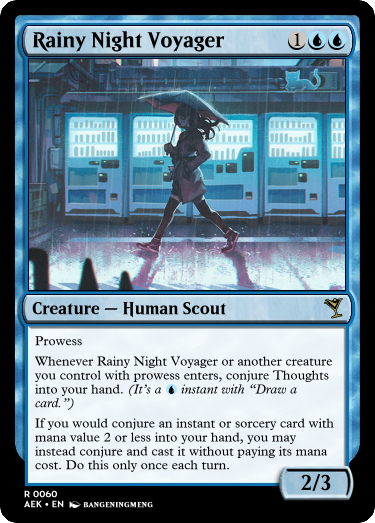 Rainy Night Voyager 1
Creature — Human Scout
Prowess
Whenever Rainy Night Voyager or another creature
you control with prowess enters, conjure Thoughts
into your hand. (It's a instant with “Draw a
card.”)
If you would conjure an instant or sorcery card with
mana value 2 or less into your hand, you may
instead conjure and cast it without paying its mana
cost. Do this only once each turn.
2/3
R 0060
AEK • EN BANGENINGMENG